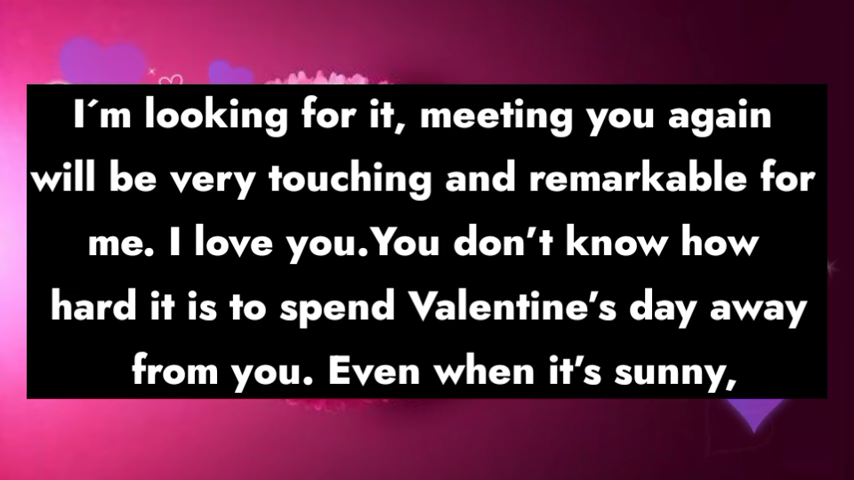 I´m looking for it, meeting you again
will be very touching and remarkable for
me. I love you.You don’t know how
hard it is to spend Valentine’s day away
from you. Even when it’s sunny,